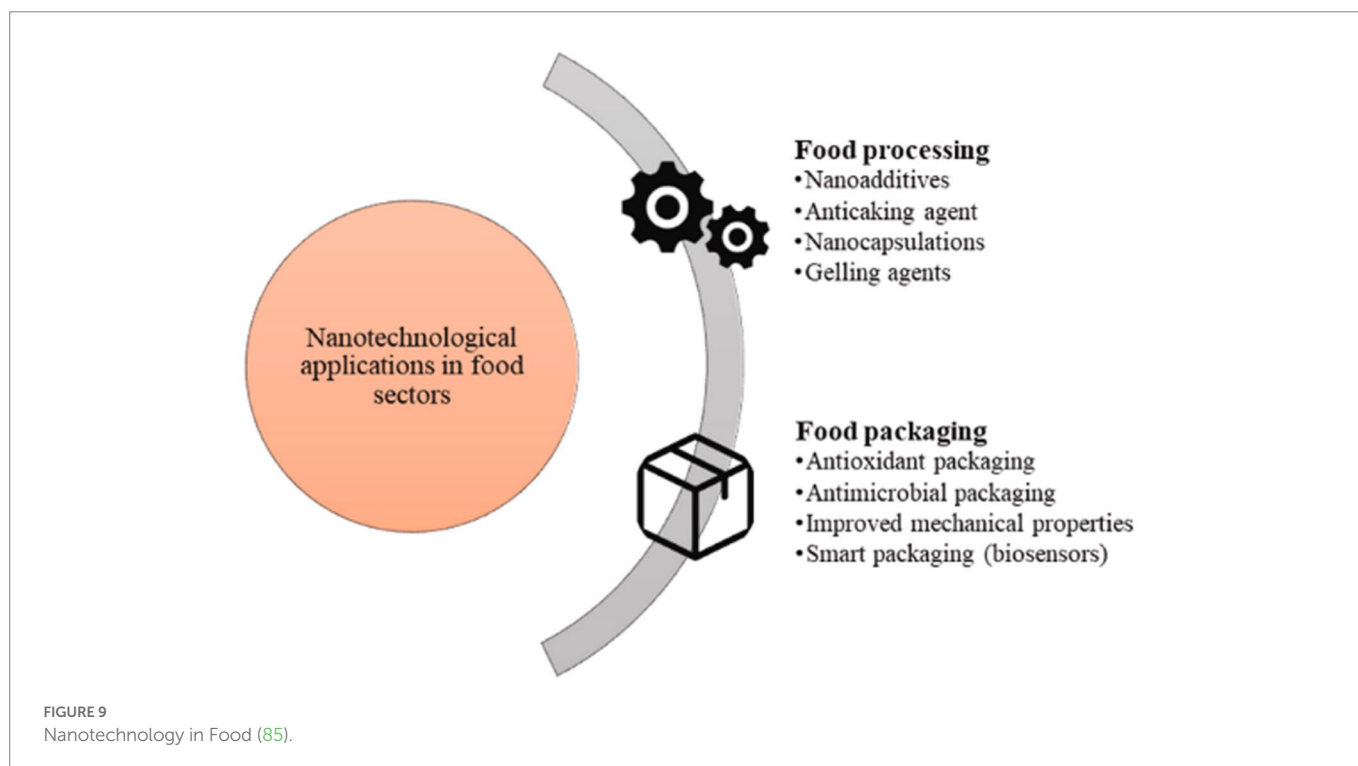 Nanotechnological
applications in food
sectors
Food processing
•Nanoadditives
•Anticaking agent
•Nanocapsulations
•Gelling agents
Food packaging
•Antioxidant packaging
•Antimicrobial packaging
•Improved mechanical properties
•Smart packaging (biosensors)
FIGURE 9
Nanotechnology in Food (85).